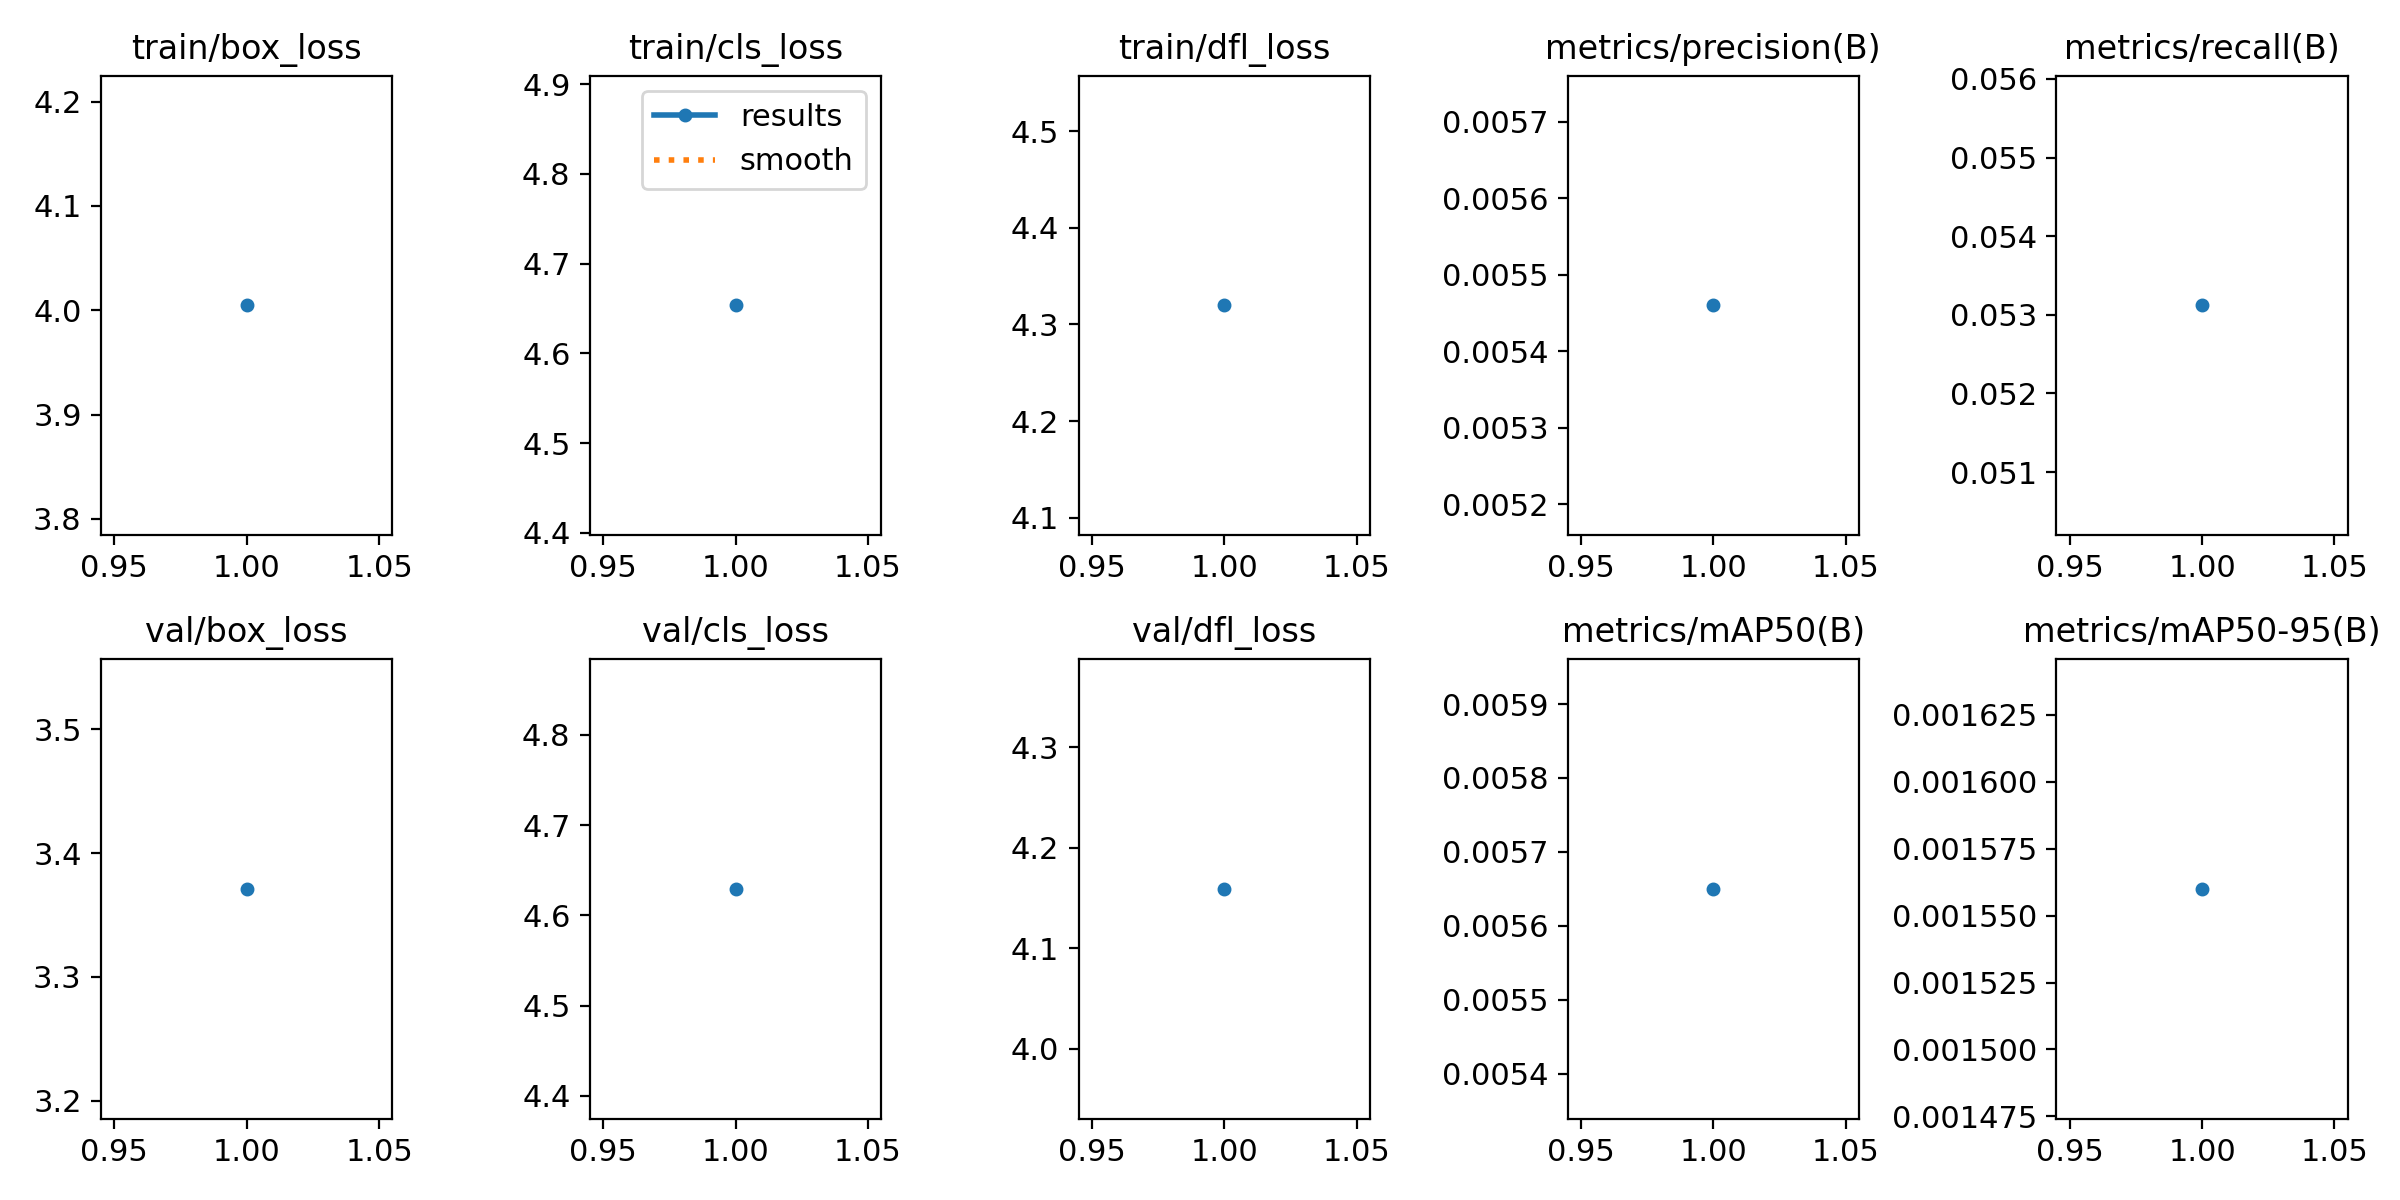 train/box_loss
4.2
4.1
4.0
3.9
3.8
0.95 1.00 1.05
train/cls_loss
results
smooth
4.9
4.8
4.7
4.6
4.5
4.4
0.95 1.00 1.05
train/dfl_loss
4.5
4.4
4.3
4.2
4.1
0.95 1.00 1.05
metrics/precision(B)
0.0057
0.0056
0.0055
0.0054
0.0053
0.0052
0.95 1.00 1.05
metrics/recall(B)
0.056
0.055
0.054
0.053
0.052
0.051
0.95 1.00 1.05
val/box_loss
3.5
3.4
3.3
3.2
0.95 1.00 1.05
val/cls_loss
4.8
4.7
4.6
4.5
4.4
0.95 1.00 1.05
val/dfl_loss
4.3
4.2
4.1
4.0
0.95 1.00 1.05
metrics/mAP50(B)
0.0059
0.0058
0.0057
0.0056
0.0055
0.0054
0.95 1.00 1.05
metrics/mAP50-95(B)
0.001625
0.001600
0.001575
0.001550
0.001525
0.001500
0.001475
0.95 1.00 1.05